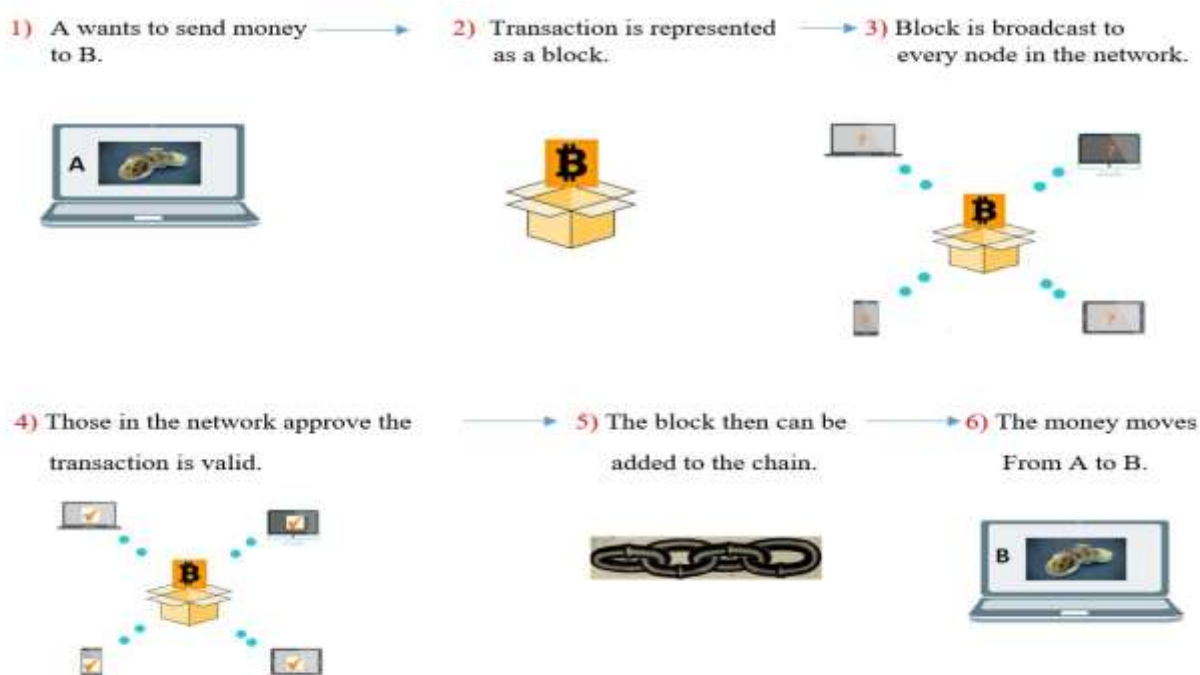 1) A wants to send money
to B.
2) Transaction is represented
as a block.
3) Block is broadcast to
every node in the network.
A
₿
?
?
₿
?
?
4) Those in the network approve the
transaction is valid.
5) The block then can be
added to the chain.
6) The money moves
From A to B.
₿
B